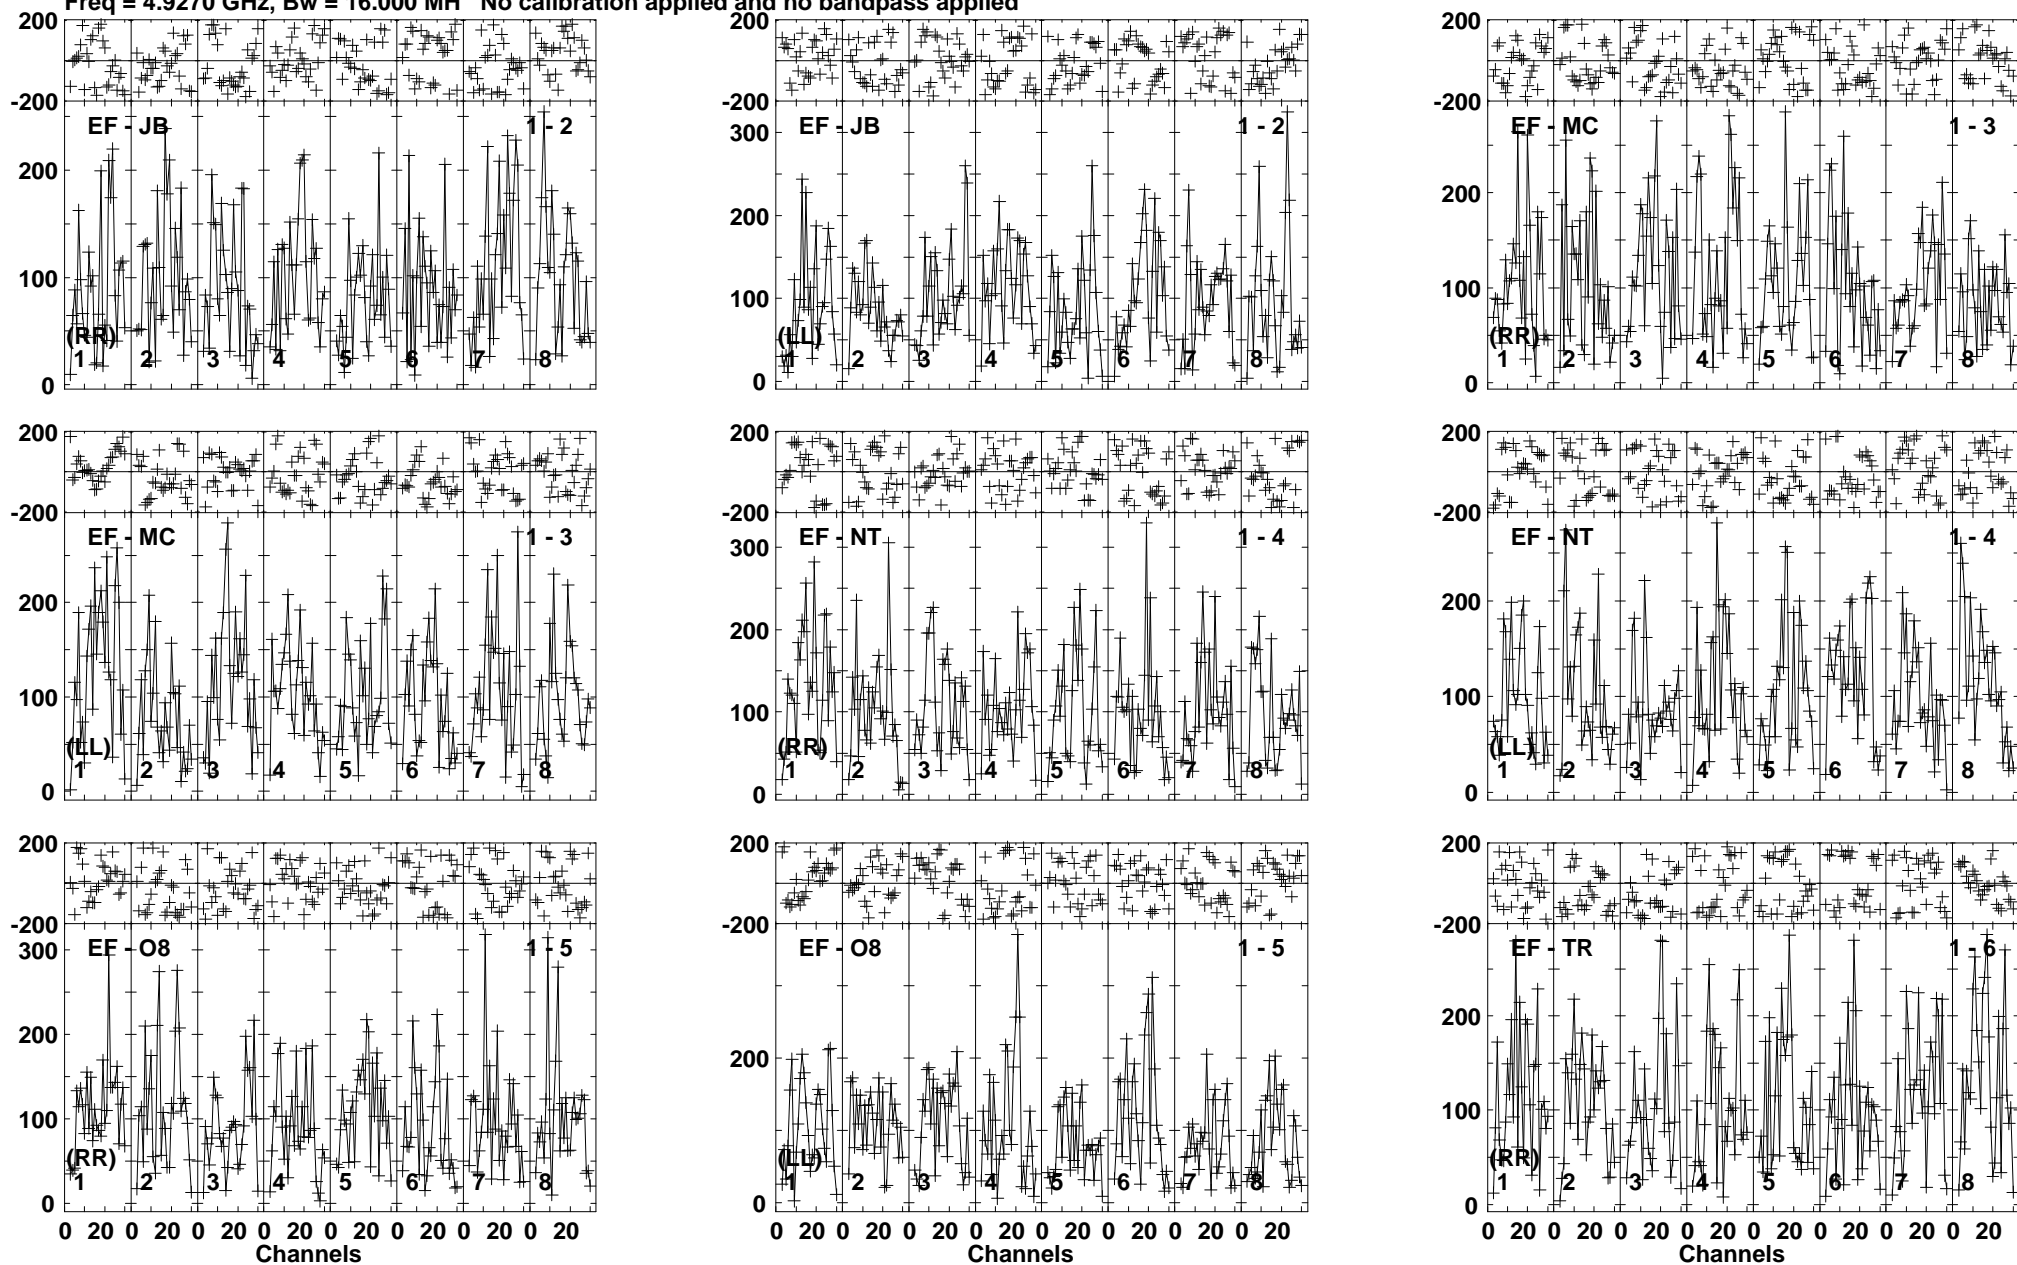 Freq = 4.9270 GHz, Bw = 16.000 MH No calibration applied and no bandpass applied
200 200 200
-200 -200 -200
EF - JB 1 - 2 EF - JB 1 - 2 EF - MC 1 - 3
300
200 200 200
100 100 100
(RR) (LL) (RR)
1 2 3 4 5 6 7 8 1 2 3 4 5 6 7 8 1 2 3 4 5 6 7 8
0 0 0
200 200 200
-200 -200 -200
EF - MC 1 - 3 EF - NT 1 - 4 EF - NT 1 - 4
300
200 200 200
100 100 100
(LL) (RR) (LL)
1 2 3 4 5 6 7 8 1 2 3 4 5 6 7 8 1 2 3 4 5 6 7 8
0 0 0
200 200 200
-200 -200 -200
EF - O8 1 - 5 EF - O8 1 - 5 EF - TR 1 - 6
300
200 200 200
100 100
(RR) (LL) (RR)
1 2 3 4 5 6 7 8 1 2 3 4 5 6 7 8 1 2 3 4 5 6 7 8
0 0 0
0 20 0 20 0 20 0 20 0 20 0 20 0 20 0 20 0 20 0 20 0 20 0 20 0 20 0 20 0 20 0 20 0 20 0 20 0 20 0 20 0 20 0 20 0 20 0 20
Channels Channels Channels